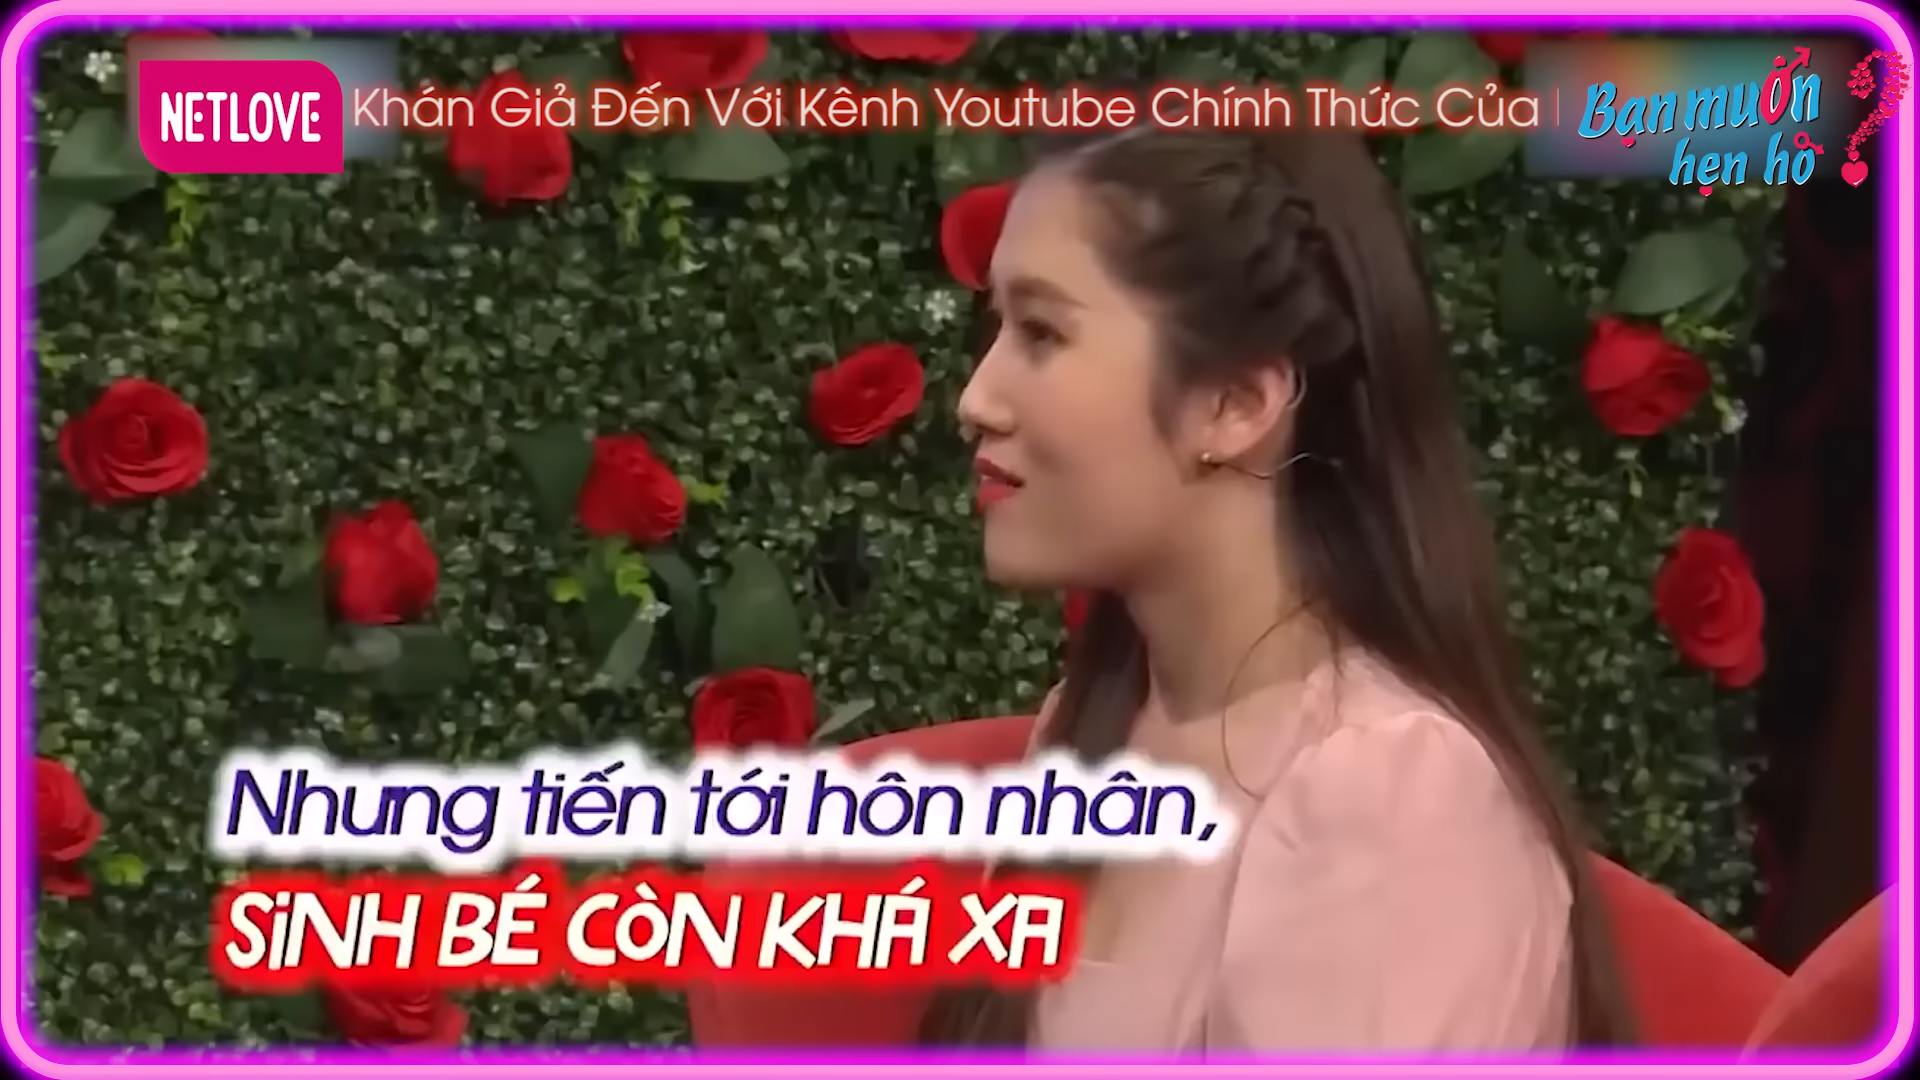 NETLOVE
Khán Giả Đến Với Kênh Youtube Chính Thức Của
Bạn muốn
hẹn hò
?
Nhưng tiến tới hôn nhân,
SiNH BÉ CÒN KHÁ XA